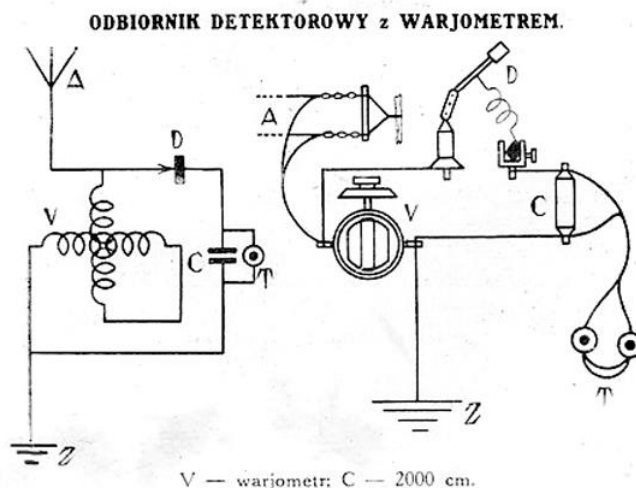 ODBIORNIK DETEKTOROWY z WARJOMETREM.
A
D
V
C
T
Z
A
D
V
C
T
Z
V — warjometr; C — 2000 cm.